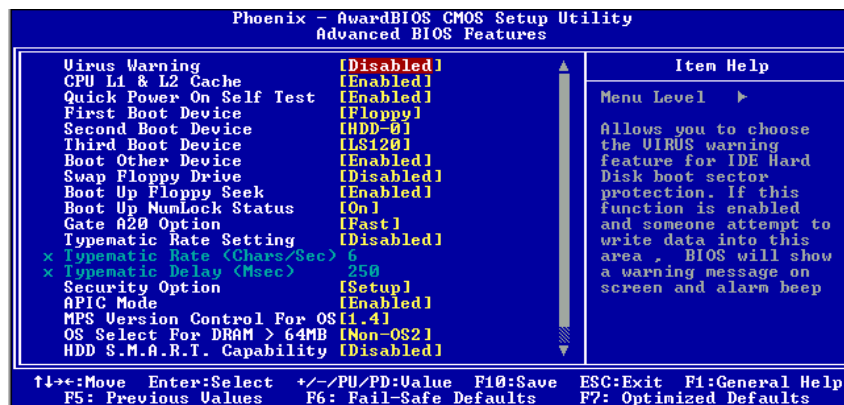 Phoenix - AwardBIOS CMOS Setup Utility
Advanced BIOS Features
Virus Warning [Disabled]
CPU L1 & L2 Cache [Enabled]
Quick Power On Self Test [Enabled]
First Boot Device [Floppy]
Second Boot Device [HDD-0]
Third Boot Device [LS120]
Boot Other Device [Enabled]
Swap Floppy Drive [Disabled]
Boot Up Floppy Seek [Enabled]
Boot Up NumLock Status [On]
Gate A20 Option [Fast]
Typematic Rate Setting [Disabled]
x Typematic Rate (Chars/Sec) 6
x Typematic Delay (Msec) 250
Security Option [Setup]
APIC Mode [Enabled]
MPS Version Control For OS[1.4]
OS Select For DRAM > 64MB [Non-OS2]
HDD S.M.A.R.T. Capability [Disabled]
Item Help
Menu Level ►
Allows you to choose
the VIRUS warning
feature for IDE Hard
Disk boot sector
protection. If this
function is enabled
and someone attempt to
write data into this
area , BIOS will show
a warning message on
screen and alarm beep
↑↓→←:Move Enter:Select +/-/PU/PD:Value F10:Save ESC:Exit F1:General Help
F5: Previous Values F6: Fail-Safe Defaults F7: Optimized Defaults